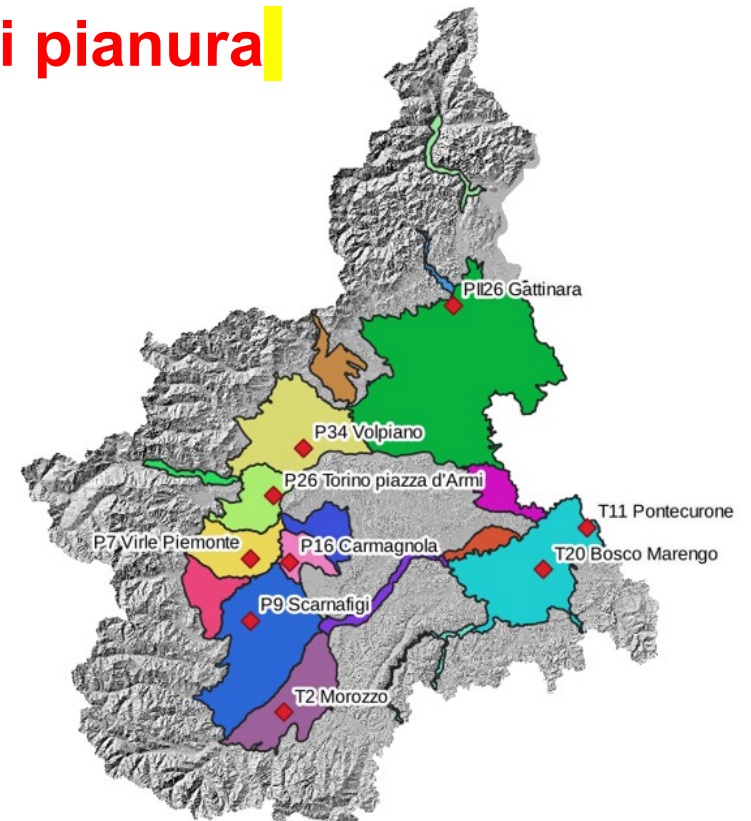 i pianura
PII26 Gattinara
P34 Volpiano
P26 Torino piazza d'Armi
T11 Pontecurone
P7 Virle Piemonte
P16 Carmagnola
T20 Bosco Marengo
P9 Scarnafigi
T2 Morozzo